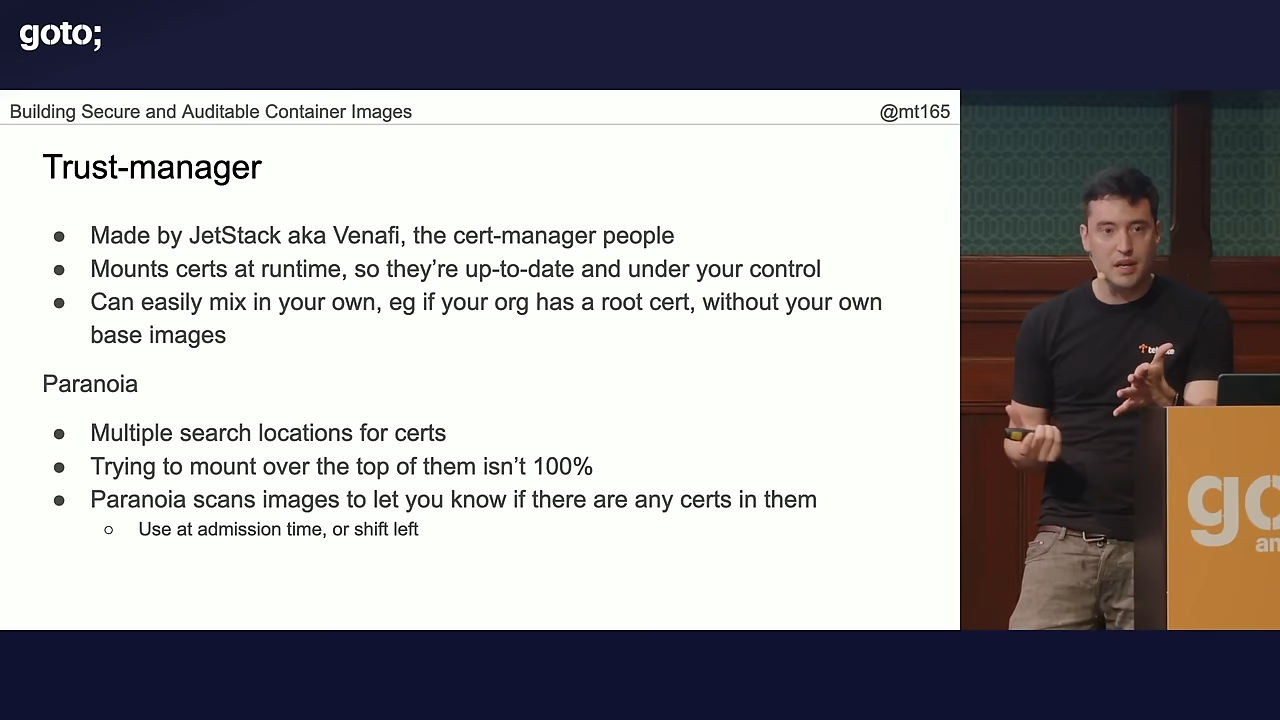 goto;
Building Secure and Auditable Container Images
@mt165
Trust-manager
● Made by JetStack aka Venafi, the cert-manager people
● Mounts certs at runtime, so they’re up-to-date and under your control
● Can easily mix in your own, eg if your org has a root cert, without your own
base images
Paranoia
● Multiple search locations for certs
● Trying to mount over the top of them isn’t 100%
● Paranoia scans images to let you know if there are any certs in them
○ Use at admission time, or shift left
go